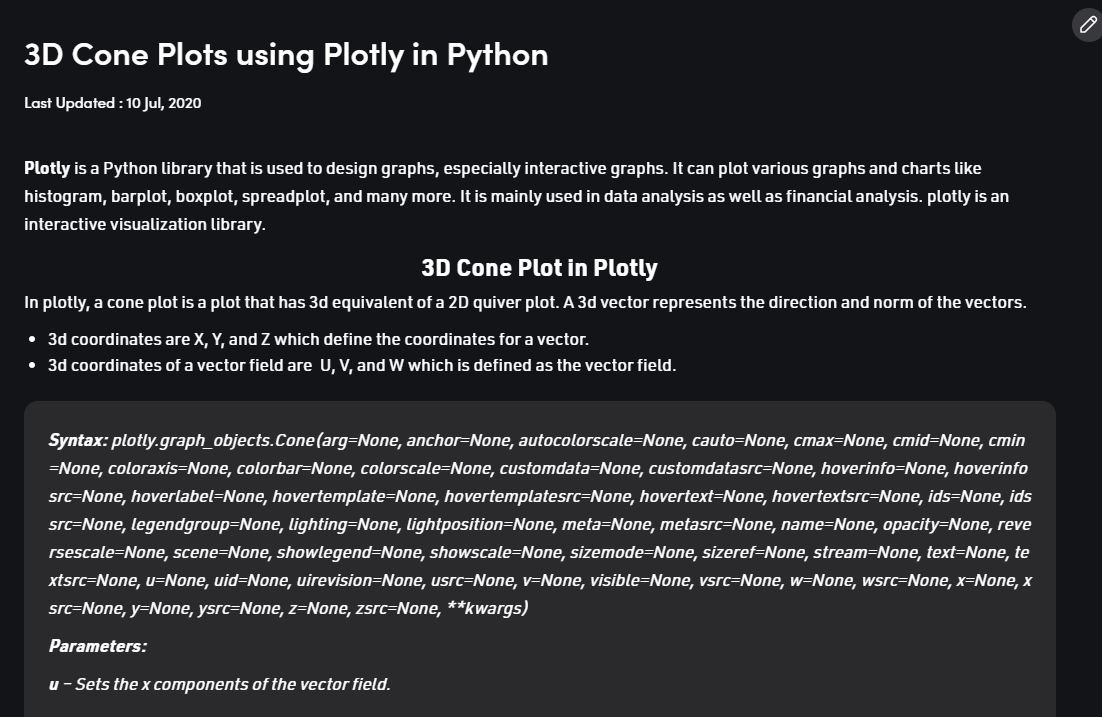 3D Cone Plots using Plotly in Python
Last Updated : 10 Jul, 2020
Plotly is a Python library that is used to design graphs, especially interactive graphs. It can plot various graphs and charts like
histogram, barplot, boxplot, spreadplot, and many more. It is mainly used in data analysis as well as financial analysis. plotly is an
interactive visualization library.
3D Cone Plot in Plotly
In plotly, a cone plot is a plot that has 3d equivalent of a 2D quiver plot. A 3d vector represents the direction and norm of the vectors.
• 3d coordinates are X, Y, and Z which define the coordinates for a vector.
• 3d coordinates of a vector field are  U, V, and W which is defined as the vector field.
Syntax: plotly.graph_objects.Cone(arg=None, anchor=None, autocolorscale=None, cauto=None, cmax=None, cmid=None, cmin
=None, coloraxis=None, colorbar=None, colorscale=None, customdata=None, customdatasrc=None, hoverinfo=None, hoverinfo
src=None, hoverlabel=None, hovertemplate=None, hovertemplatesrc=None, hovertext=None, hovertextsrc=None, ids=None, ids
src=None, legendgroup=None, lighting=None, lightposition=None, meta=None, metasrc=None, name=None, opacity=None, reve
rsescale=None, scene=None, showlegend=None, showscale=None, sizemode=None, sizeref=None, stream=None, text=None, te
xtsrc=None, u=None, uid=None, uirevision=None, usrc=None, v=None, visible=None, vsrc=None, w=None, wsrc=None, x=None, x
src=None, y=None, ysrc=None, z=None, zsrc=None, **kwargs)
Parameters:
u – Sets the x components of the vector field.